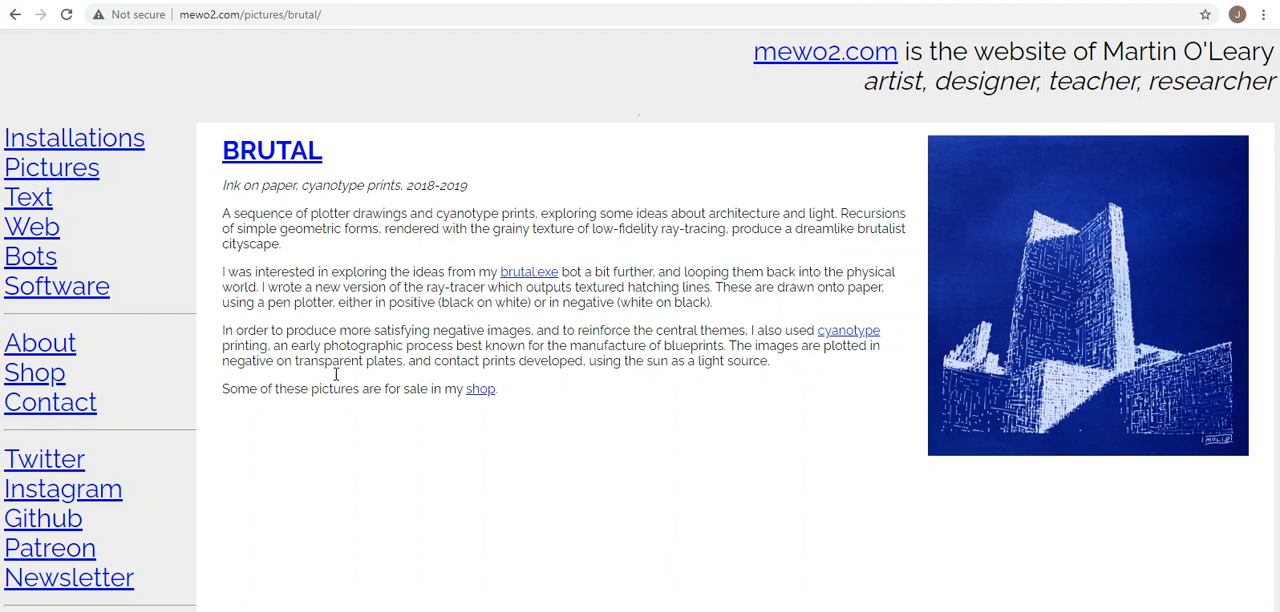 Not secure
mewo2.com/pictures/brutal/
J
mewo2.com is the website of Martin O'Leary
artist, designer, teacher, researcher
Installations
Pictures
Text
Web
Bots
Software
About
Shop
Contact
Twitter
Instagram
Github
Patreon
Newsletter
BRUTAL
Ink on paper, cyanotype prints, 2018-2019
A sequence of plotter drawings and cyanotype prints, exploring some ideas about architecture and light. Recursions
of simple geometric forms, rendered with the grainy texture of low-fidelity ray-tracing, produce a dreamlike brutalist
cityscape.
I was interested in exploring the ideas from my brutal.exe bot a bit further, and looping them back into the physical
world. I wrote a new version of the ray-tracer which outputs textured hatching lines. These are drawn onto paper,
using a pen plotter, either in positive (black on white) or in negative (white on black).
In order to produce more satisfying negative images, and to reinforce the central themes, I also used cyanotype
printing, an early photographic process best known for the manufacture of blueprints. The images are plotted in
negative on transparent plates, and contact prints developed, using the sun as a light source.
Some of these pictures are for sale in my shop.